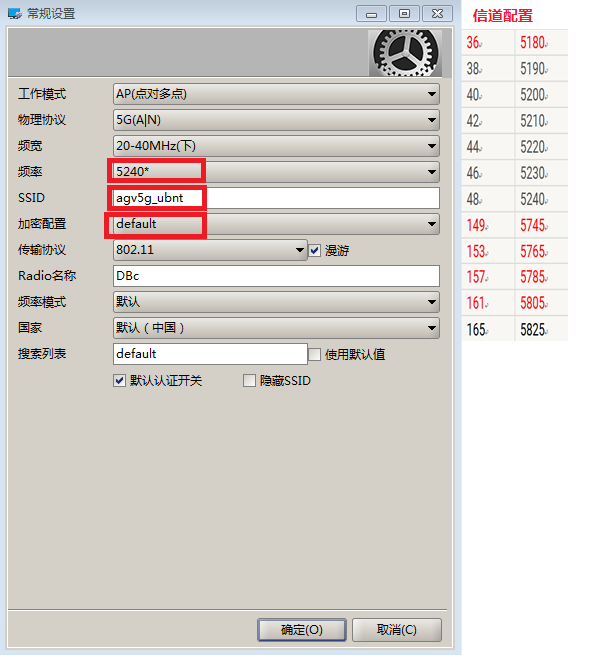 常规设置
工作模式 AP(点对多点)
物理协议 5G(A|N)
频宽 20-40MHz(下)
频率 5240*
SSID agv5g_ubnt
加密配置 default
传输协议 802.11 漫游
Radio名称 DBc
频率模式 默认
国家 默认 ( 中国 )
搜索列表 default 使用默认值
默认认证开关 隐藏SSID
确定(O) 取消(C)
信道配置
36 5180
38 5190
40 5200
42 5210
44 5220
46 5230
48 5240
149 5745
153 5765
157 5785
161 5805
165 5825